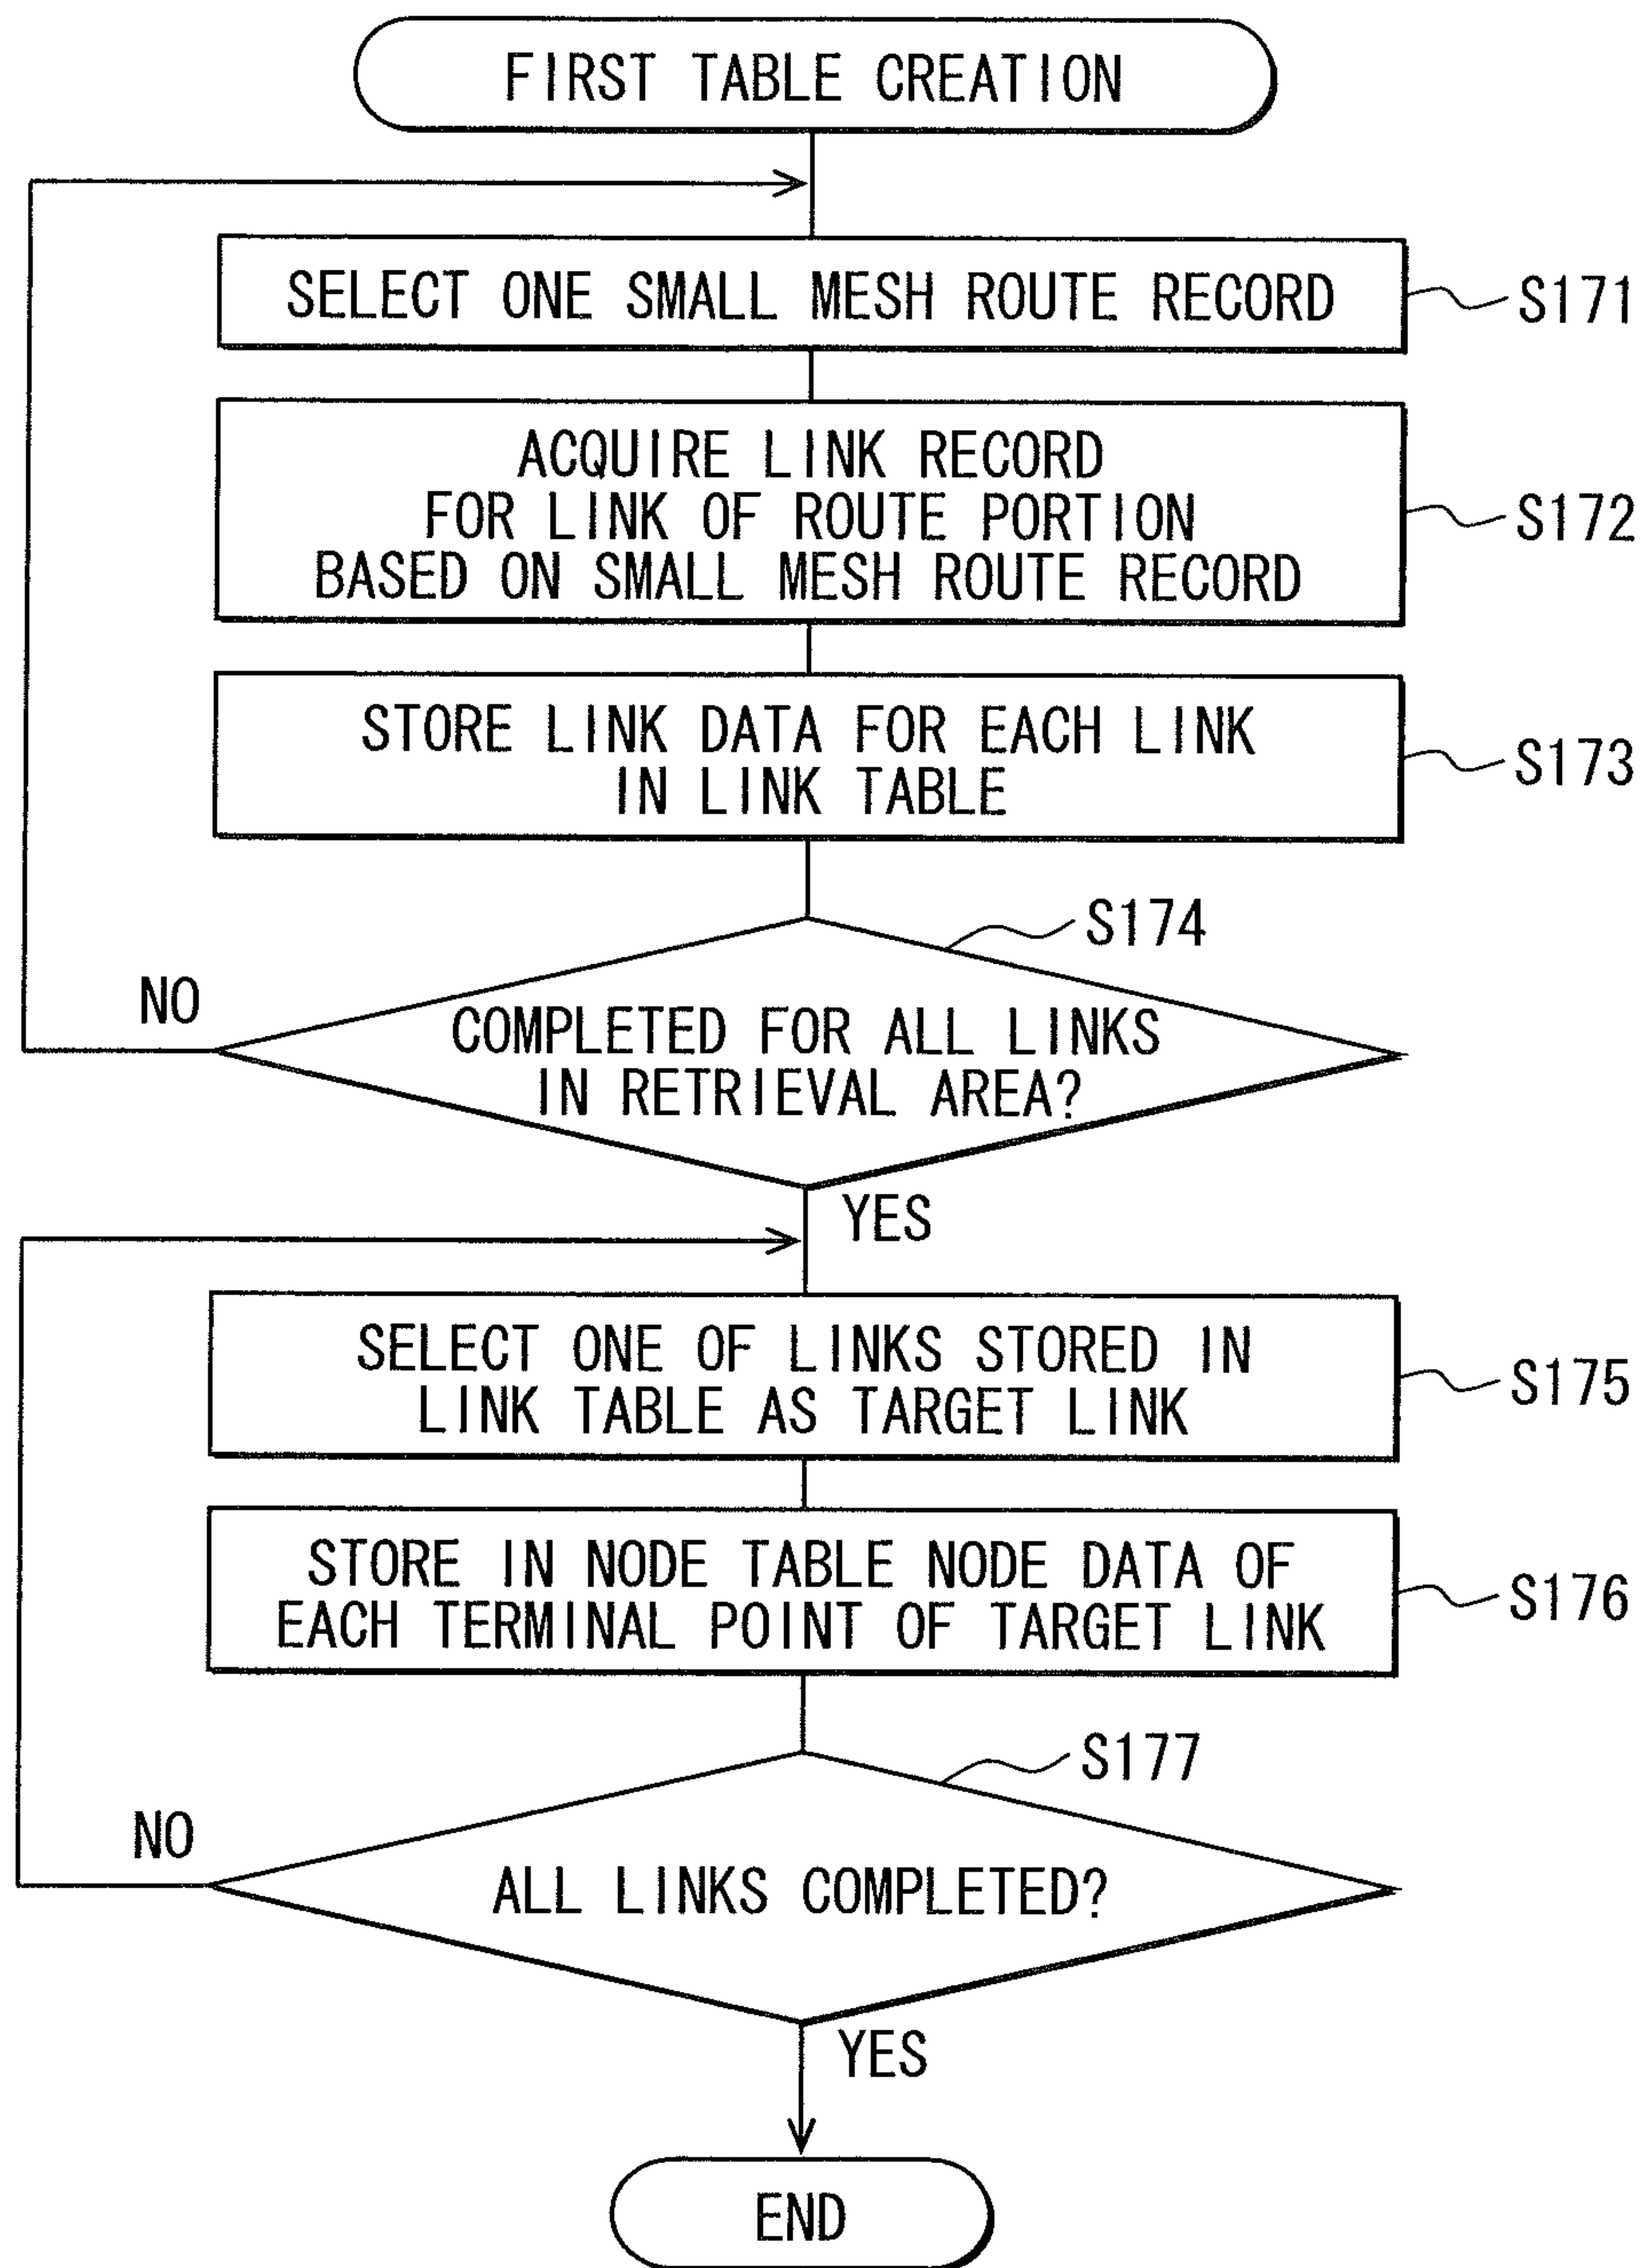 FIRST TABLE CREATION
SELECT ONE SMALL MESH ROUTE RECORD
S171
ACQUIRE LINK RECORD
FOR LINK OF ROUTE PORTION
BASED ON SMALL MESH ROUTE RECORD
S172
STORE LINK DATA FOR EACH LINK
IN LINK TABLE
S173
S174
NO
COMPLETED FOR ALL LINKS
IN RETRIEVAL AREA?
YES
SELECT ONE OF LINKS STORED IN
LINK TABLE AS TARGET LINK
S175
STORE IN NODE TABLE NODE DATA OF
EACH TERMINAL POINT OF TARGET LINK
S176
S177
NO
ALL LINKS COMPLETED?
YES
END